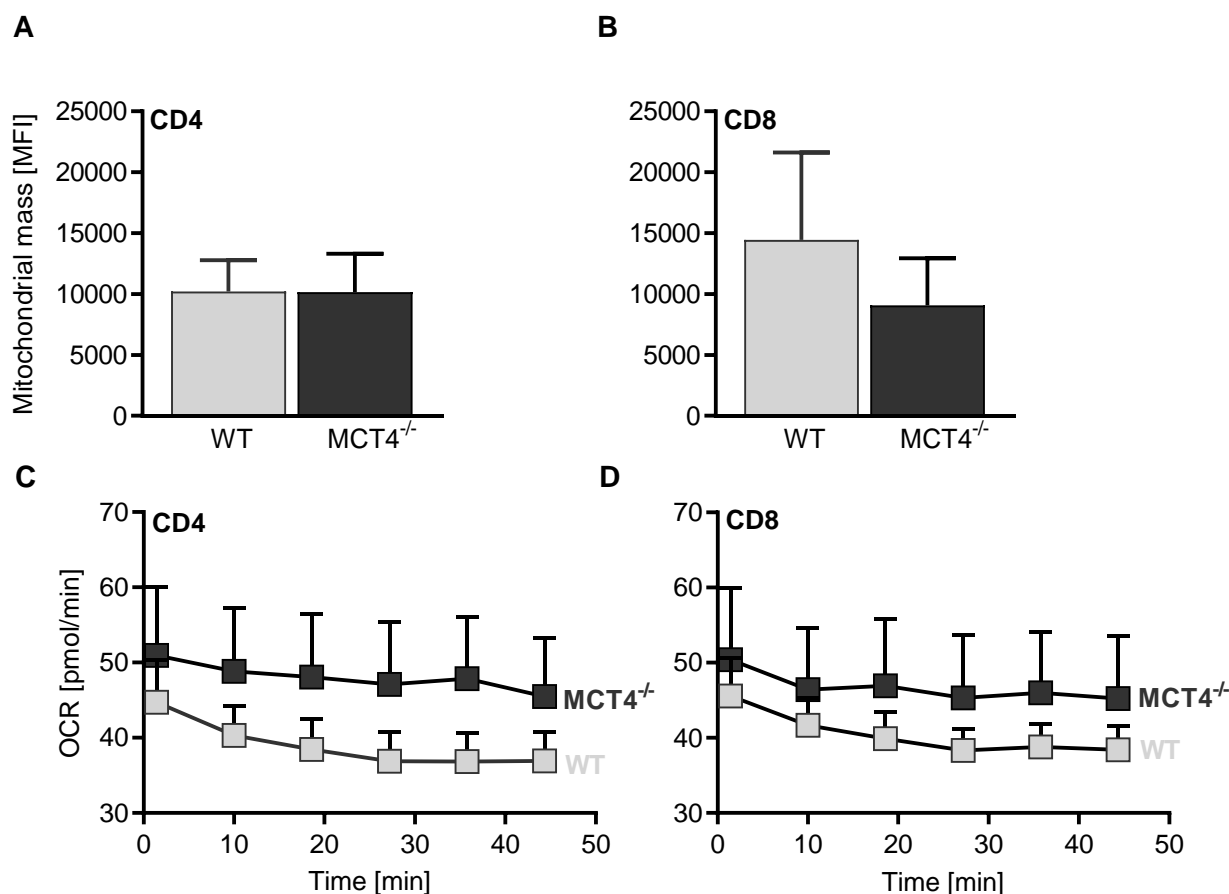 A
B
Mitochondrial mass [MFI]
25000
20000
15000
10000
5000
0
CD4
WT
MCT4-/-
25000
20000
15000
10000
5000
0
CD8
WT
MCT4-/-
C
D
OCR [pmol/min]
70
60
50
40
30
CD4
MCT4-/-
WT
0 10 20 30 40 50
Time [min]
70
60
50
40
30
CD8
MCT4-/-
WT
0 10 20 30 40 50
Time [min]